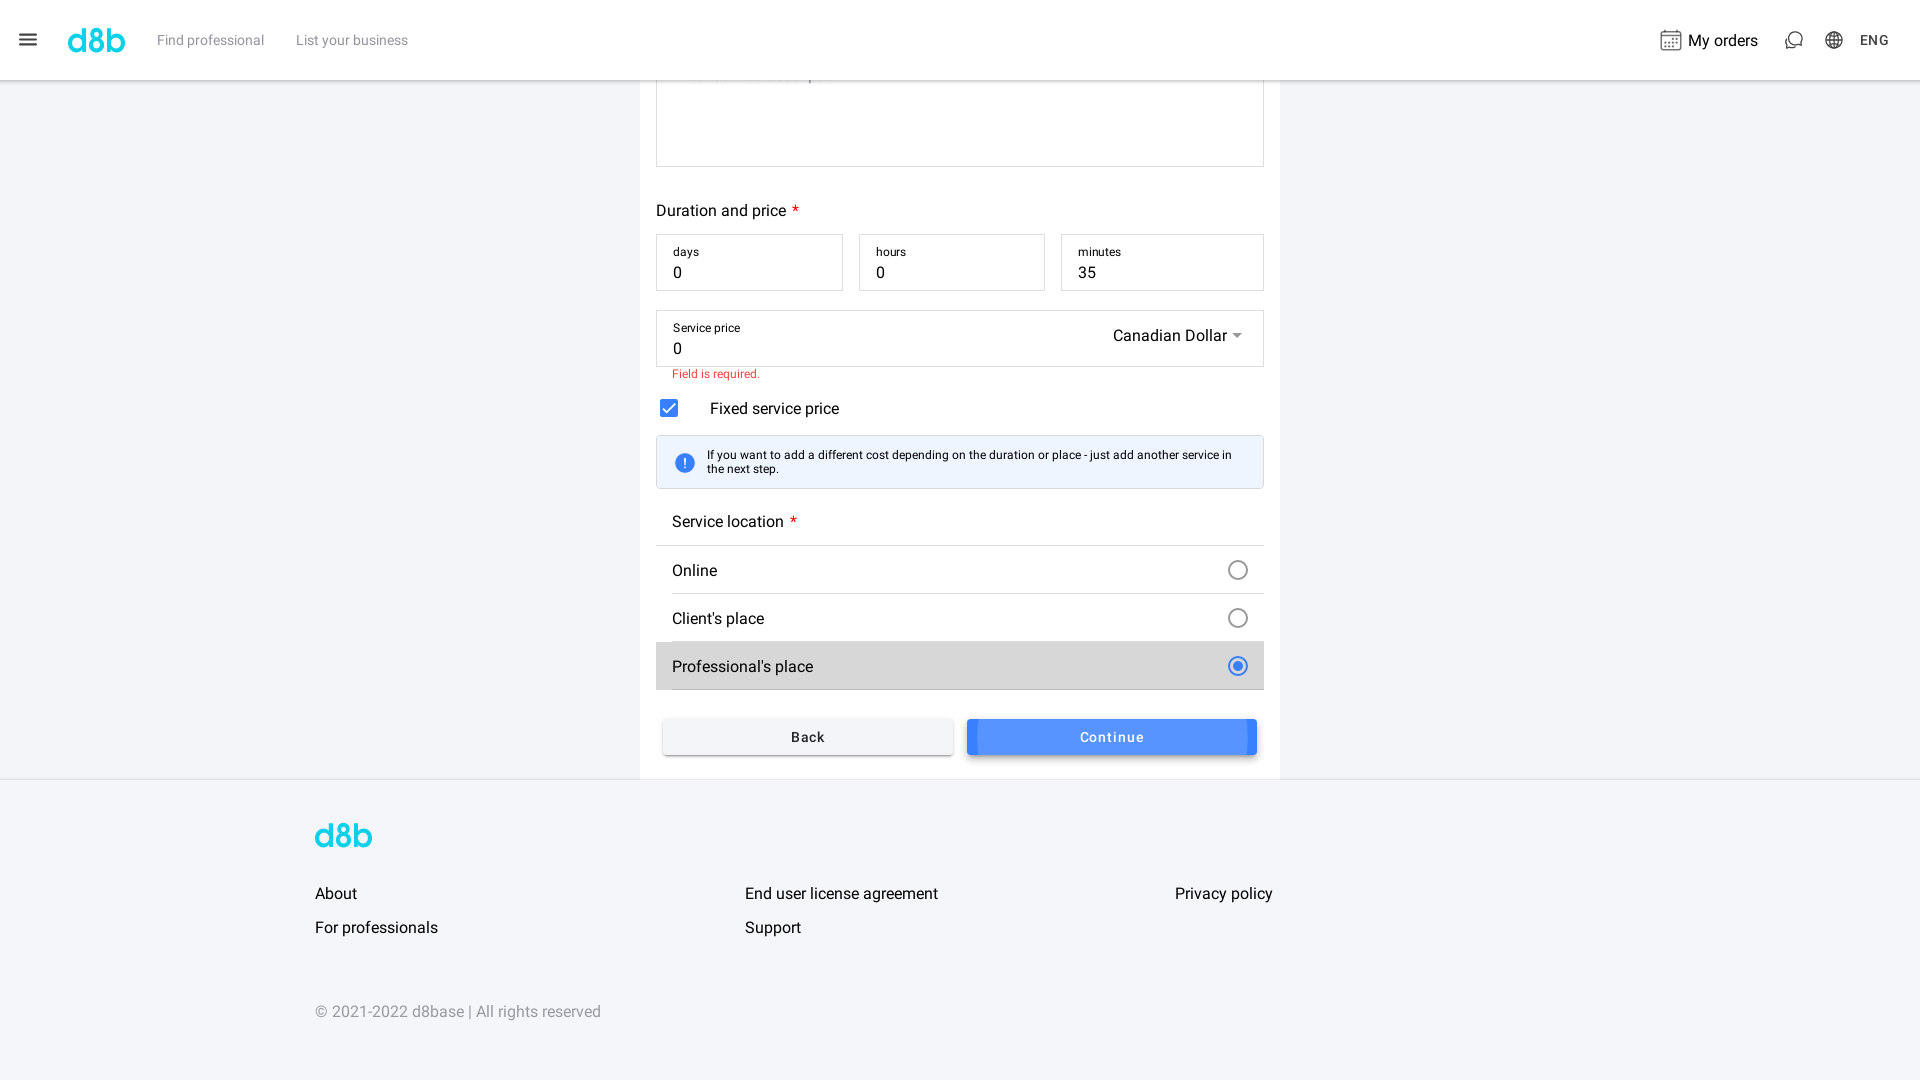 d8b
Find professional
List your business
My orders
ENG
Duration and price *
days
0
hours
0
minutes
35
Service price
0
Canadian Dollar
Field is required.
Fixed service price
If you want to add a different cost depending on the duration or place - just add another service in
the next step.
Service location *
Online
Client's place
Professional's place
Back
Continue
d8b
About
End user license agreement
Privacy policy
For professionals
Support
© 2021-2022 d8base | All rights reserved